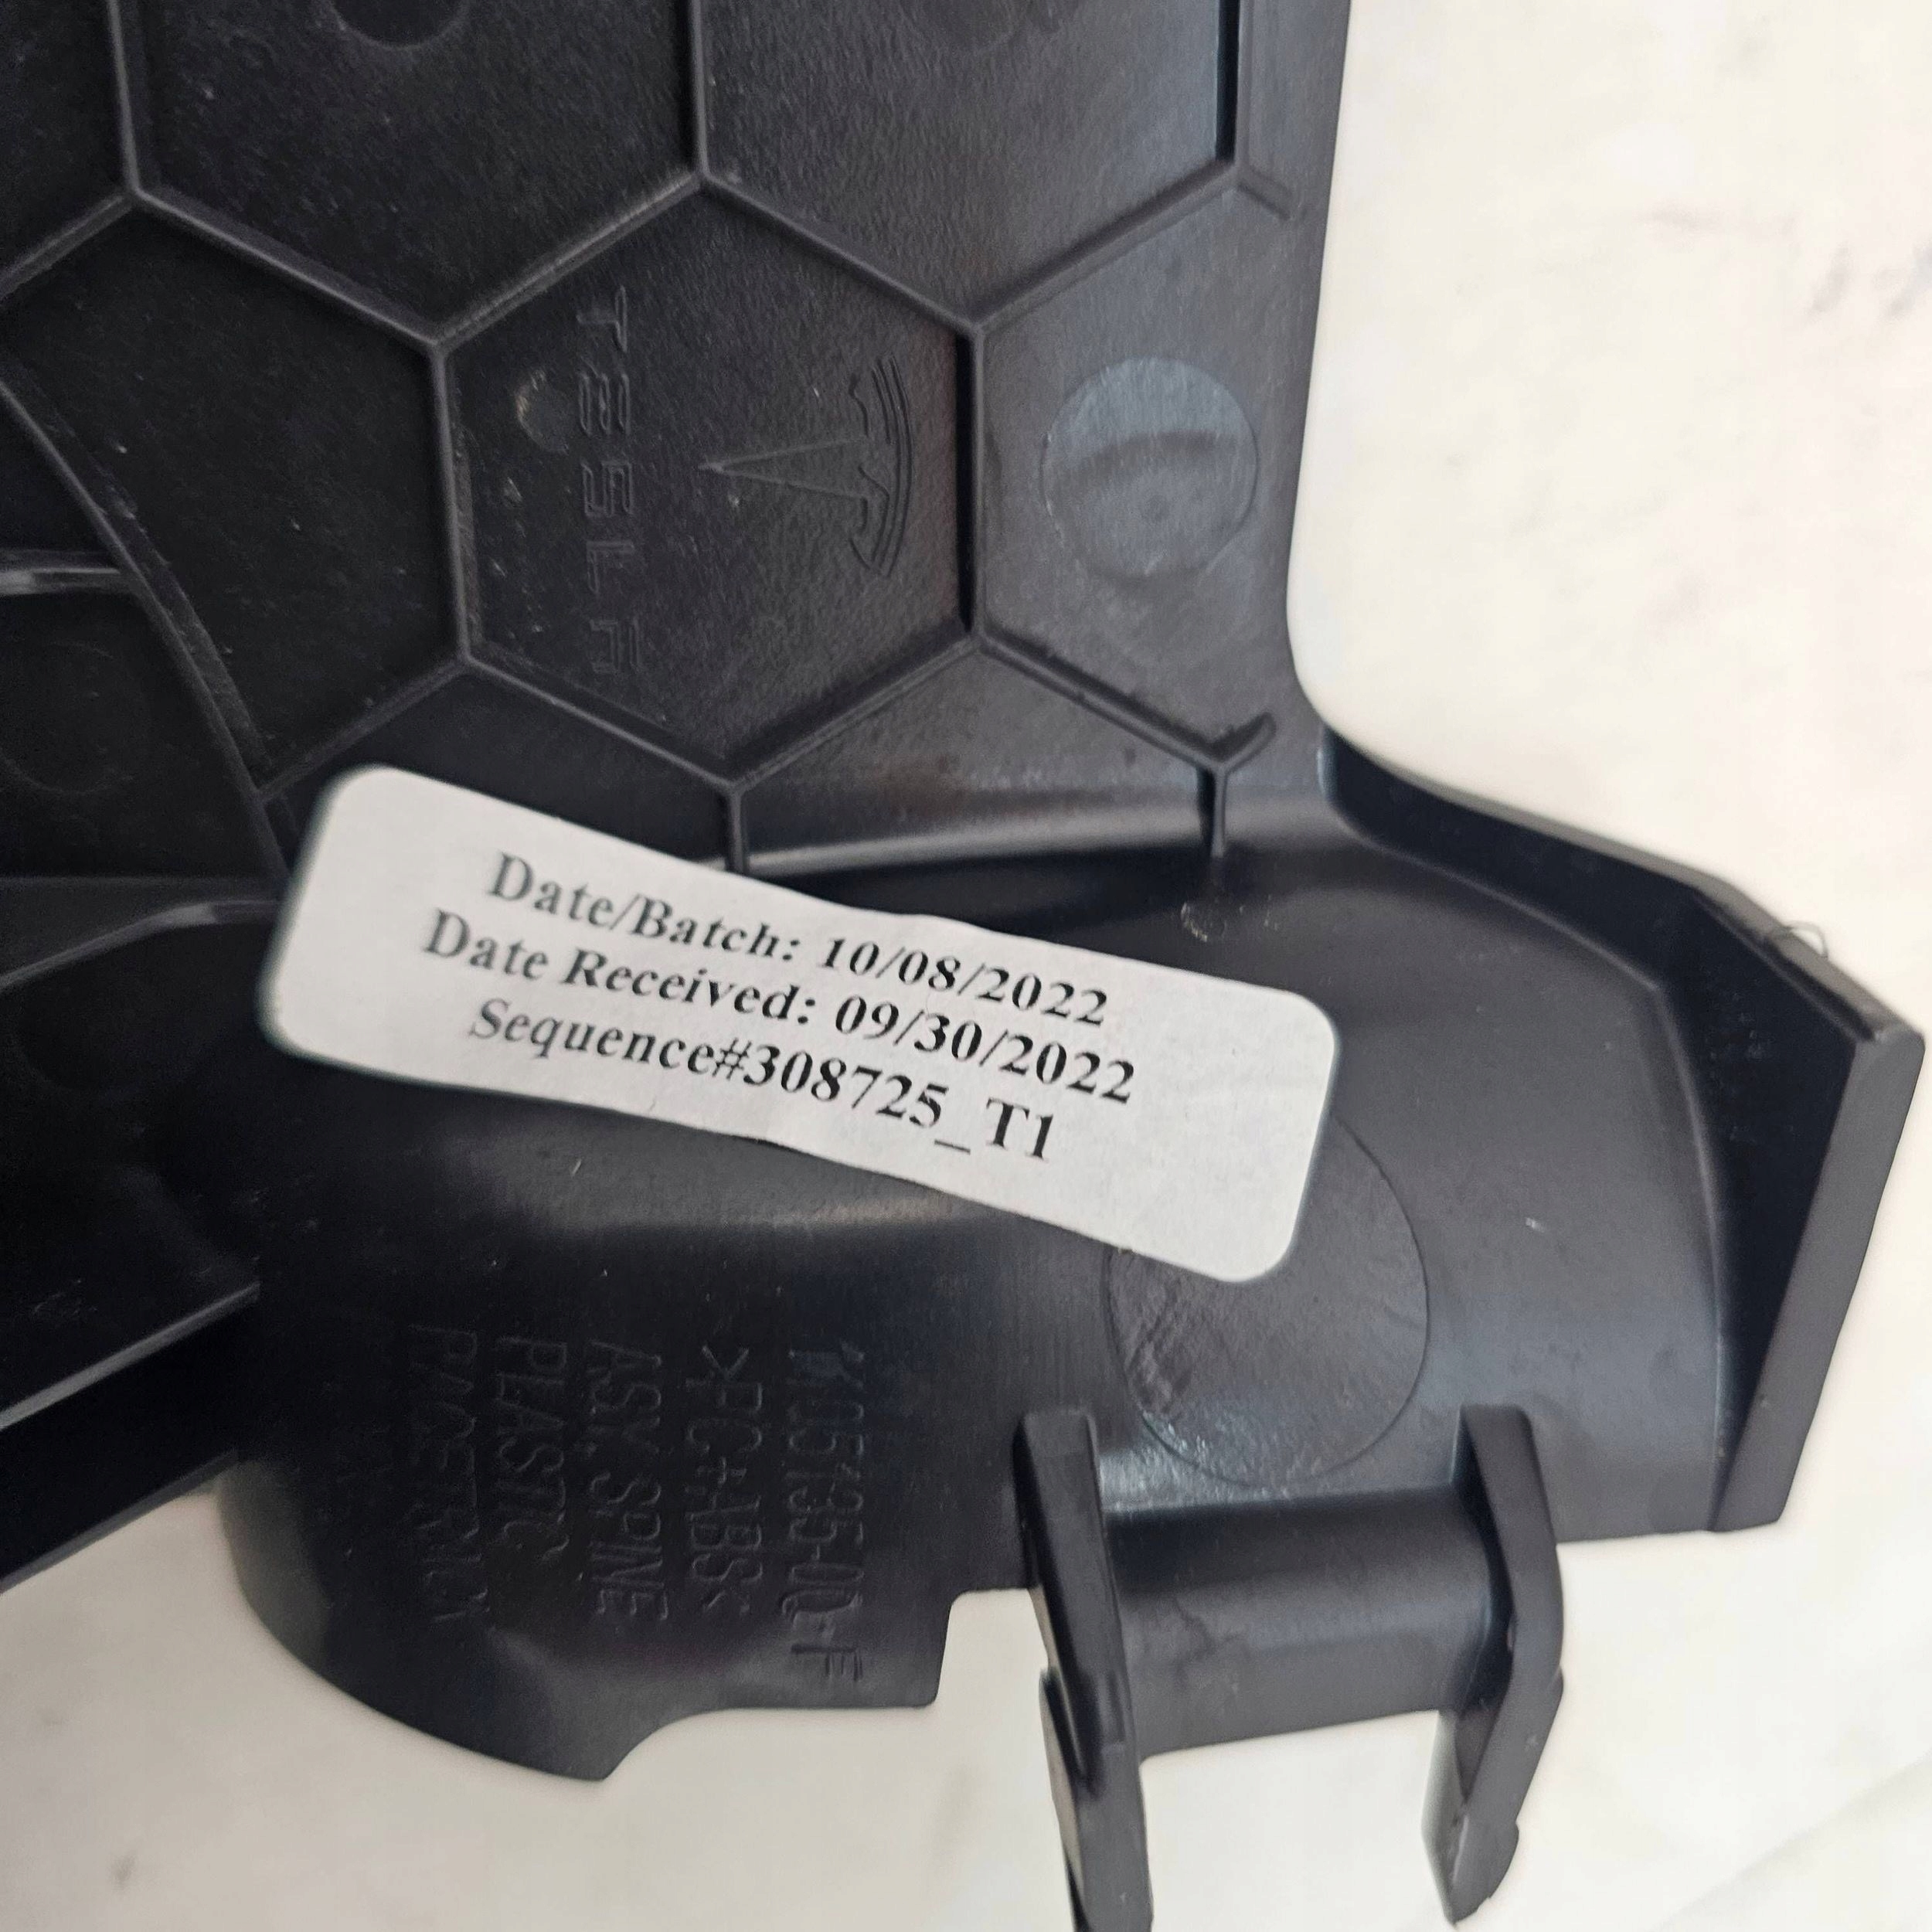 TESLA
Date/Batch: 10/08/2022
Date Received: 09/30/2022
Sequence#308725_T1
>PC+ABS<
ASY, SPINE
PLASTIC